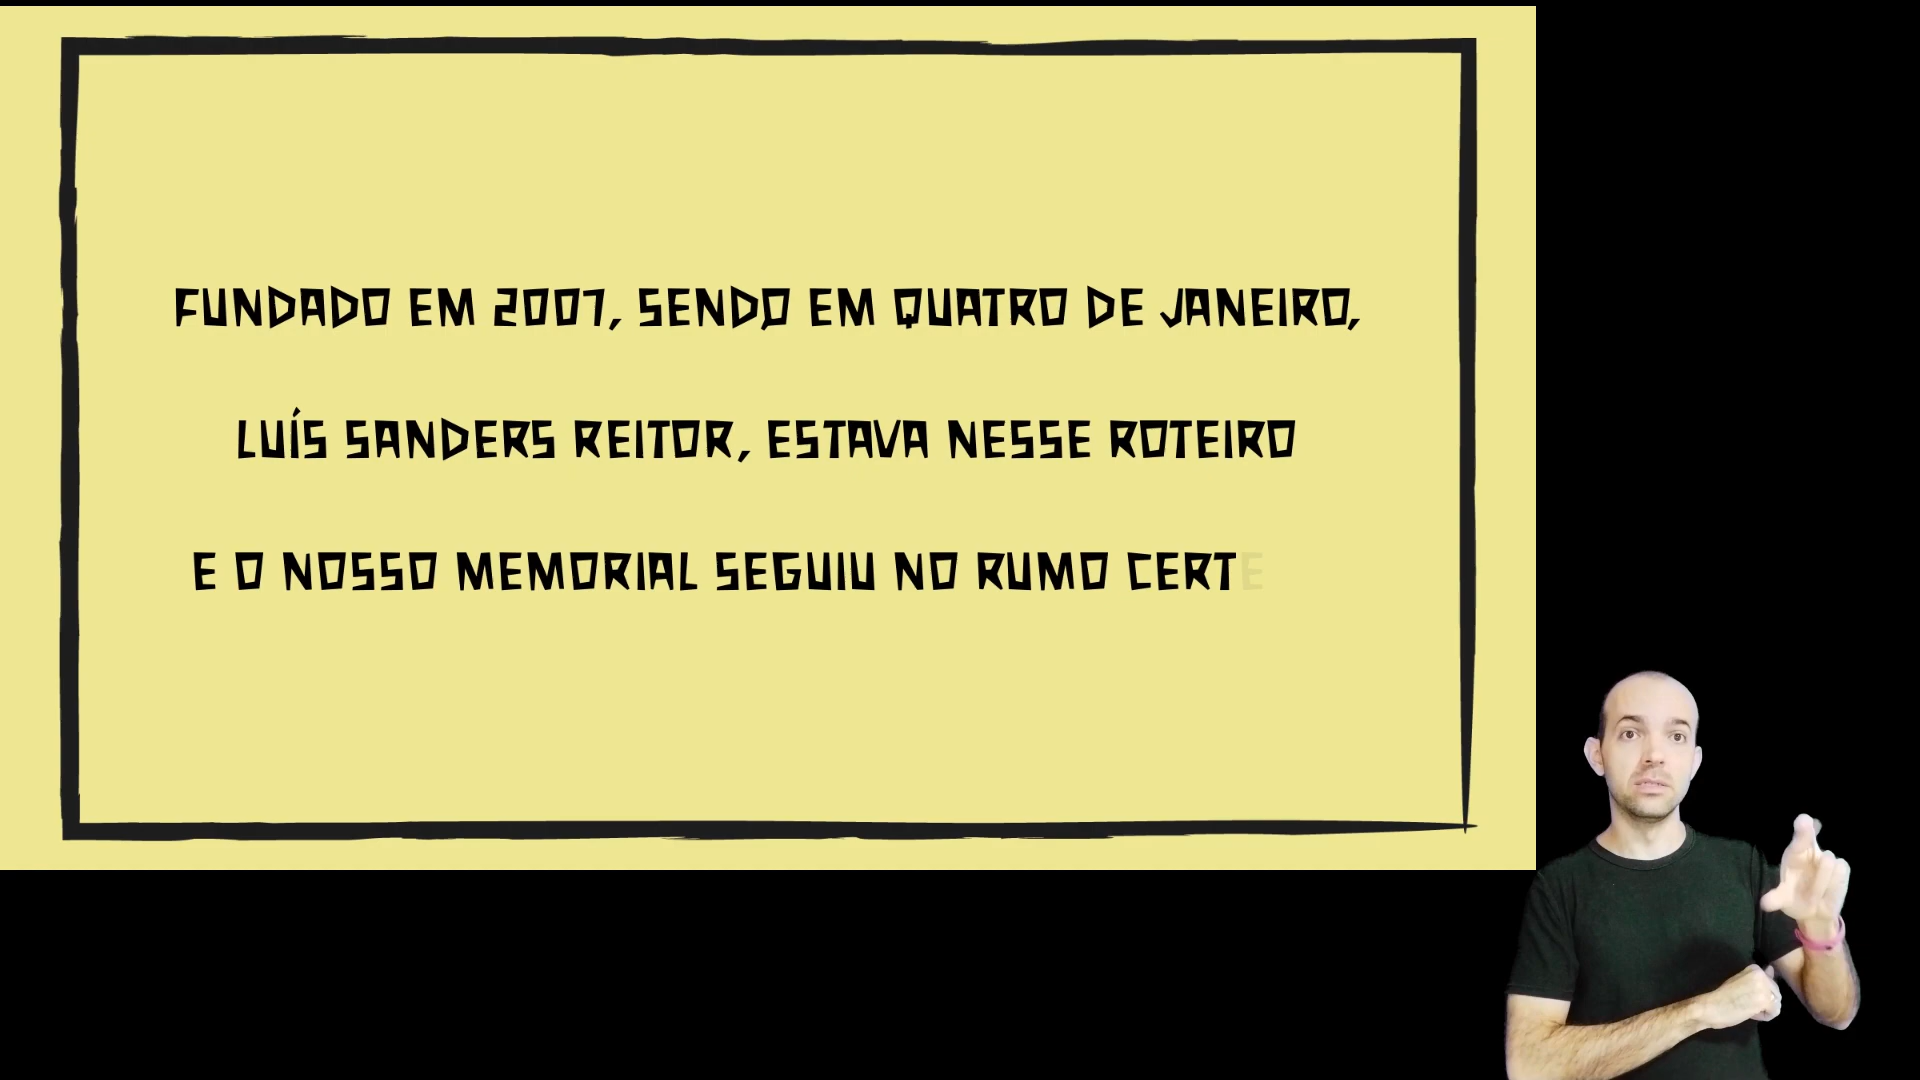 FUNDADO EM 2007, SENDO EM QUATRO DE JANEIRO,
LUÍS SANDERS REITOR, ESTAVA NESSE ROTEIRO
E O NOSSO MEMORIAL SEGUIU NO RUMO CERTE